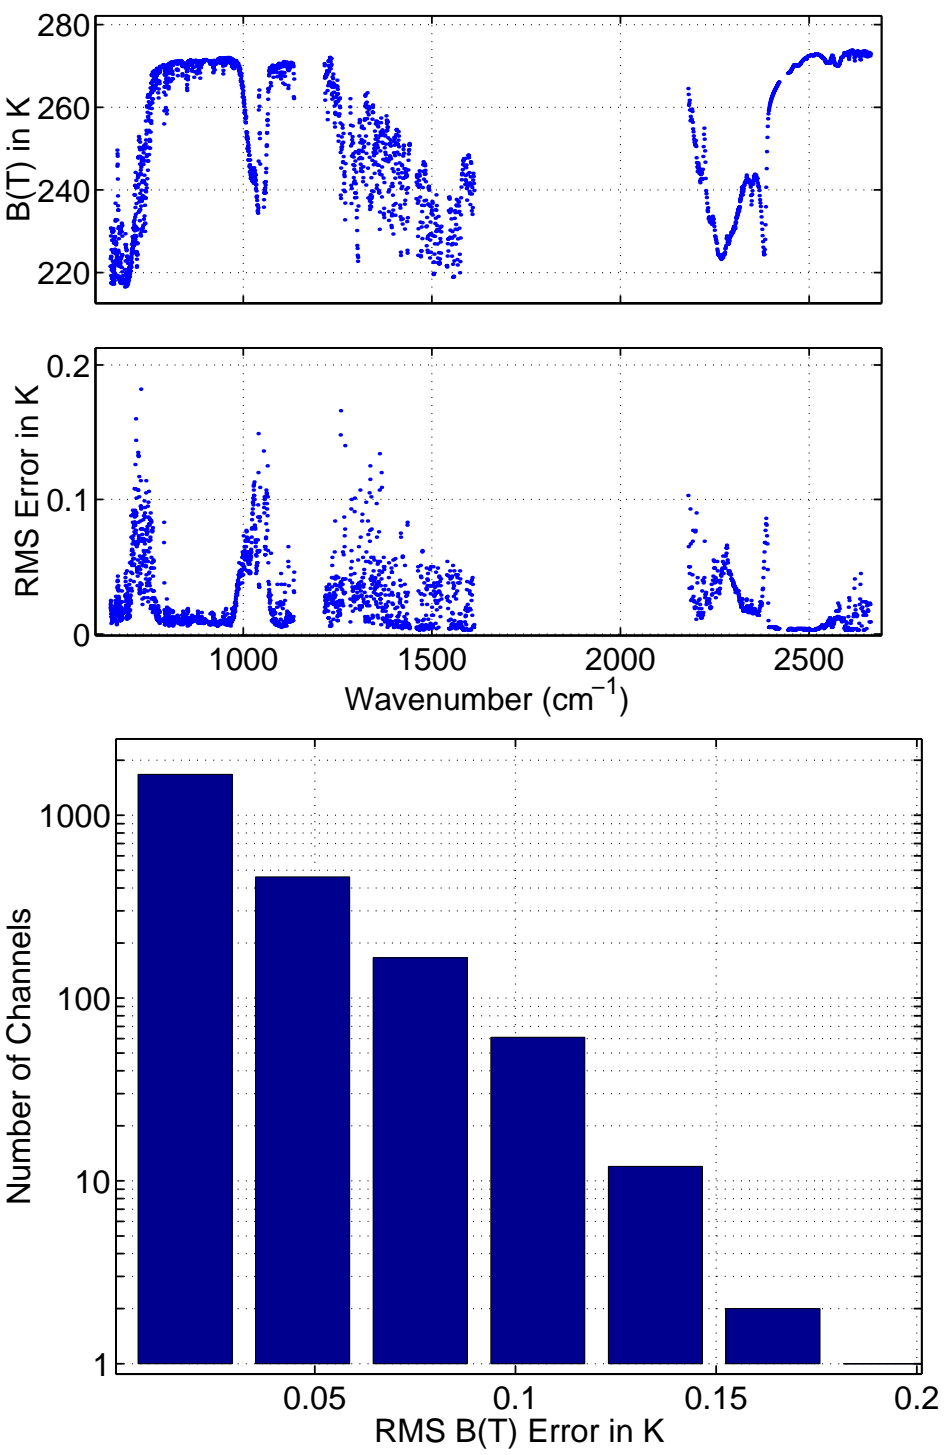 280
260
240
220
B(T) in K
0.2
0.1
0
RMS Error in K
1000 1500 2000 2500
Wavenumber (cm−1)
1000
100
10
1
Number of Channels
0.05 0.1 0.15 0.2
RMS B(T) Error in K